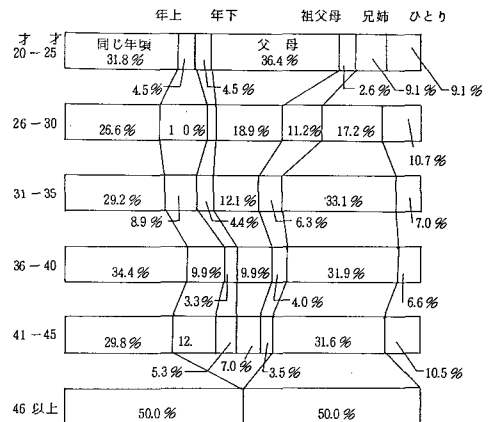 年上 年下 祖父母 兄姉 ひとり
才 才
20－25 同じ年頃 父母
31.8% 36.4%
4.5% 4.5% 2.6% 9.1% 9.1%
26－30 26.6% 10% 18.9% 11.2% 17.2%
10.7%
31－35 29.2% 12.1% 33.1%
8.9% 4.4% 6.3% 7.0%
36－40 34.4% 9.9% 9.9% 31.9%
3.3% 4.0% 6.6%
41－45 29.8% 12. 31.6%
5.3% 7.0% 3.5% 10.5%
46以上 50.0% 50.0%